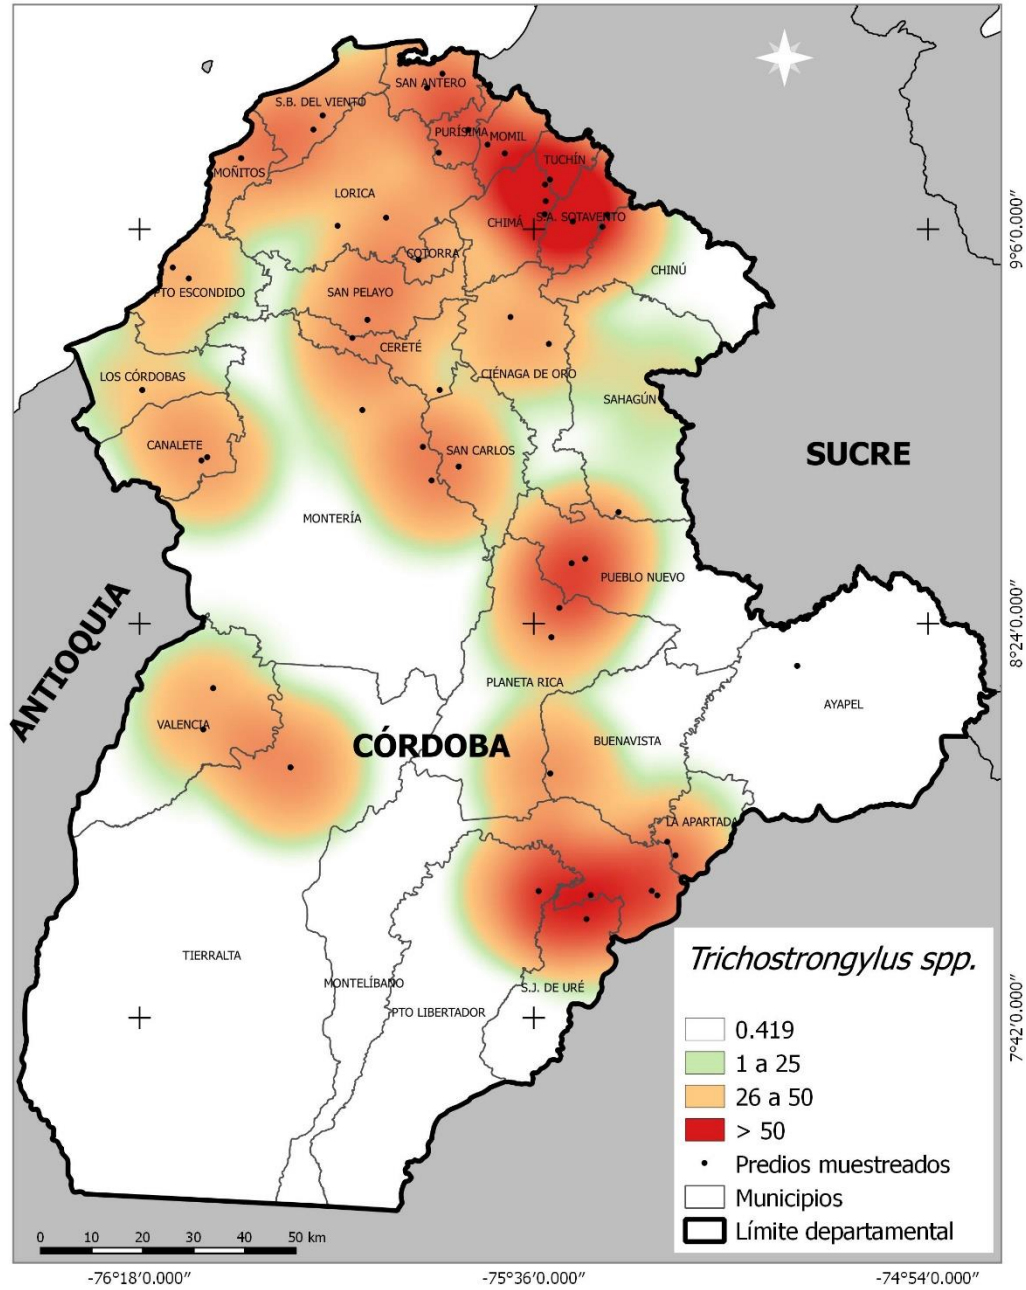 SAN ANTERO
S.B. DEL VIENTO
PURÍSIMA
MOMIL
TUCHÍN
MOÑITOS
LORICA
CHIMÁ
S.A. SOTAVENTO
COTORRA
CHINÚ
PTO ESCONDIDO
SAN PELAYO
CERETÉ
LOS CÓRDOBAS
CIÉNAGA DE ORO
SAHAGÚN
CANALETE
SAN CARLOS
SUCRE
MONTERÍA
PUEBLO NUEVO
ANTIOQUIA
PLANETA RICA
VALENCIA
AYAPEL
CÓRDOBA
BUENAVISTA
LA APARTADA
TIERRALTA
MONTELÍBANO
S.J. DE URÉ
PTO LIBERTADOR
9°6'0.000"
8°24'0.000"
7°42'0.000"
Trichostrongylus spp.
0.419
1 a 25
26 a 50
> 50
Predios muestreados
Municipios
Límite departamental
0 10 20 30 40 50 km
-76°18'0.000" -75°36'0.000" -74°54'0.000"